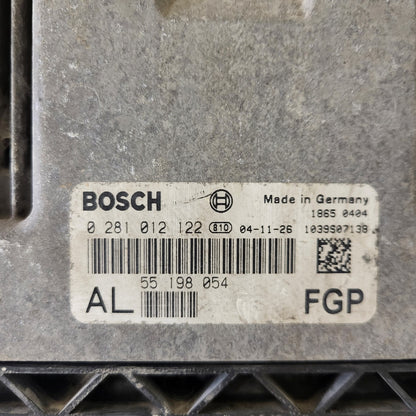 BOSCH Made in Germany
1865 0404
0 281 012 122 810 04-11-26 1039S07138
55 198 054
AL FGP